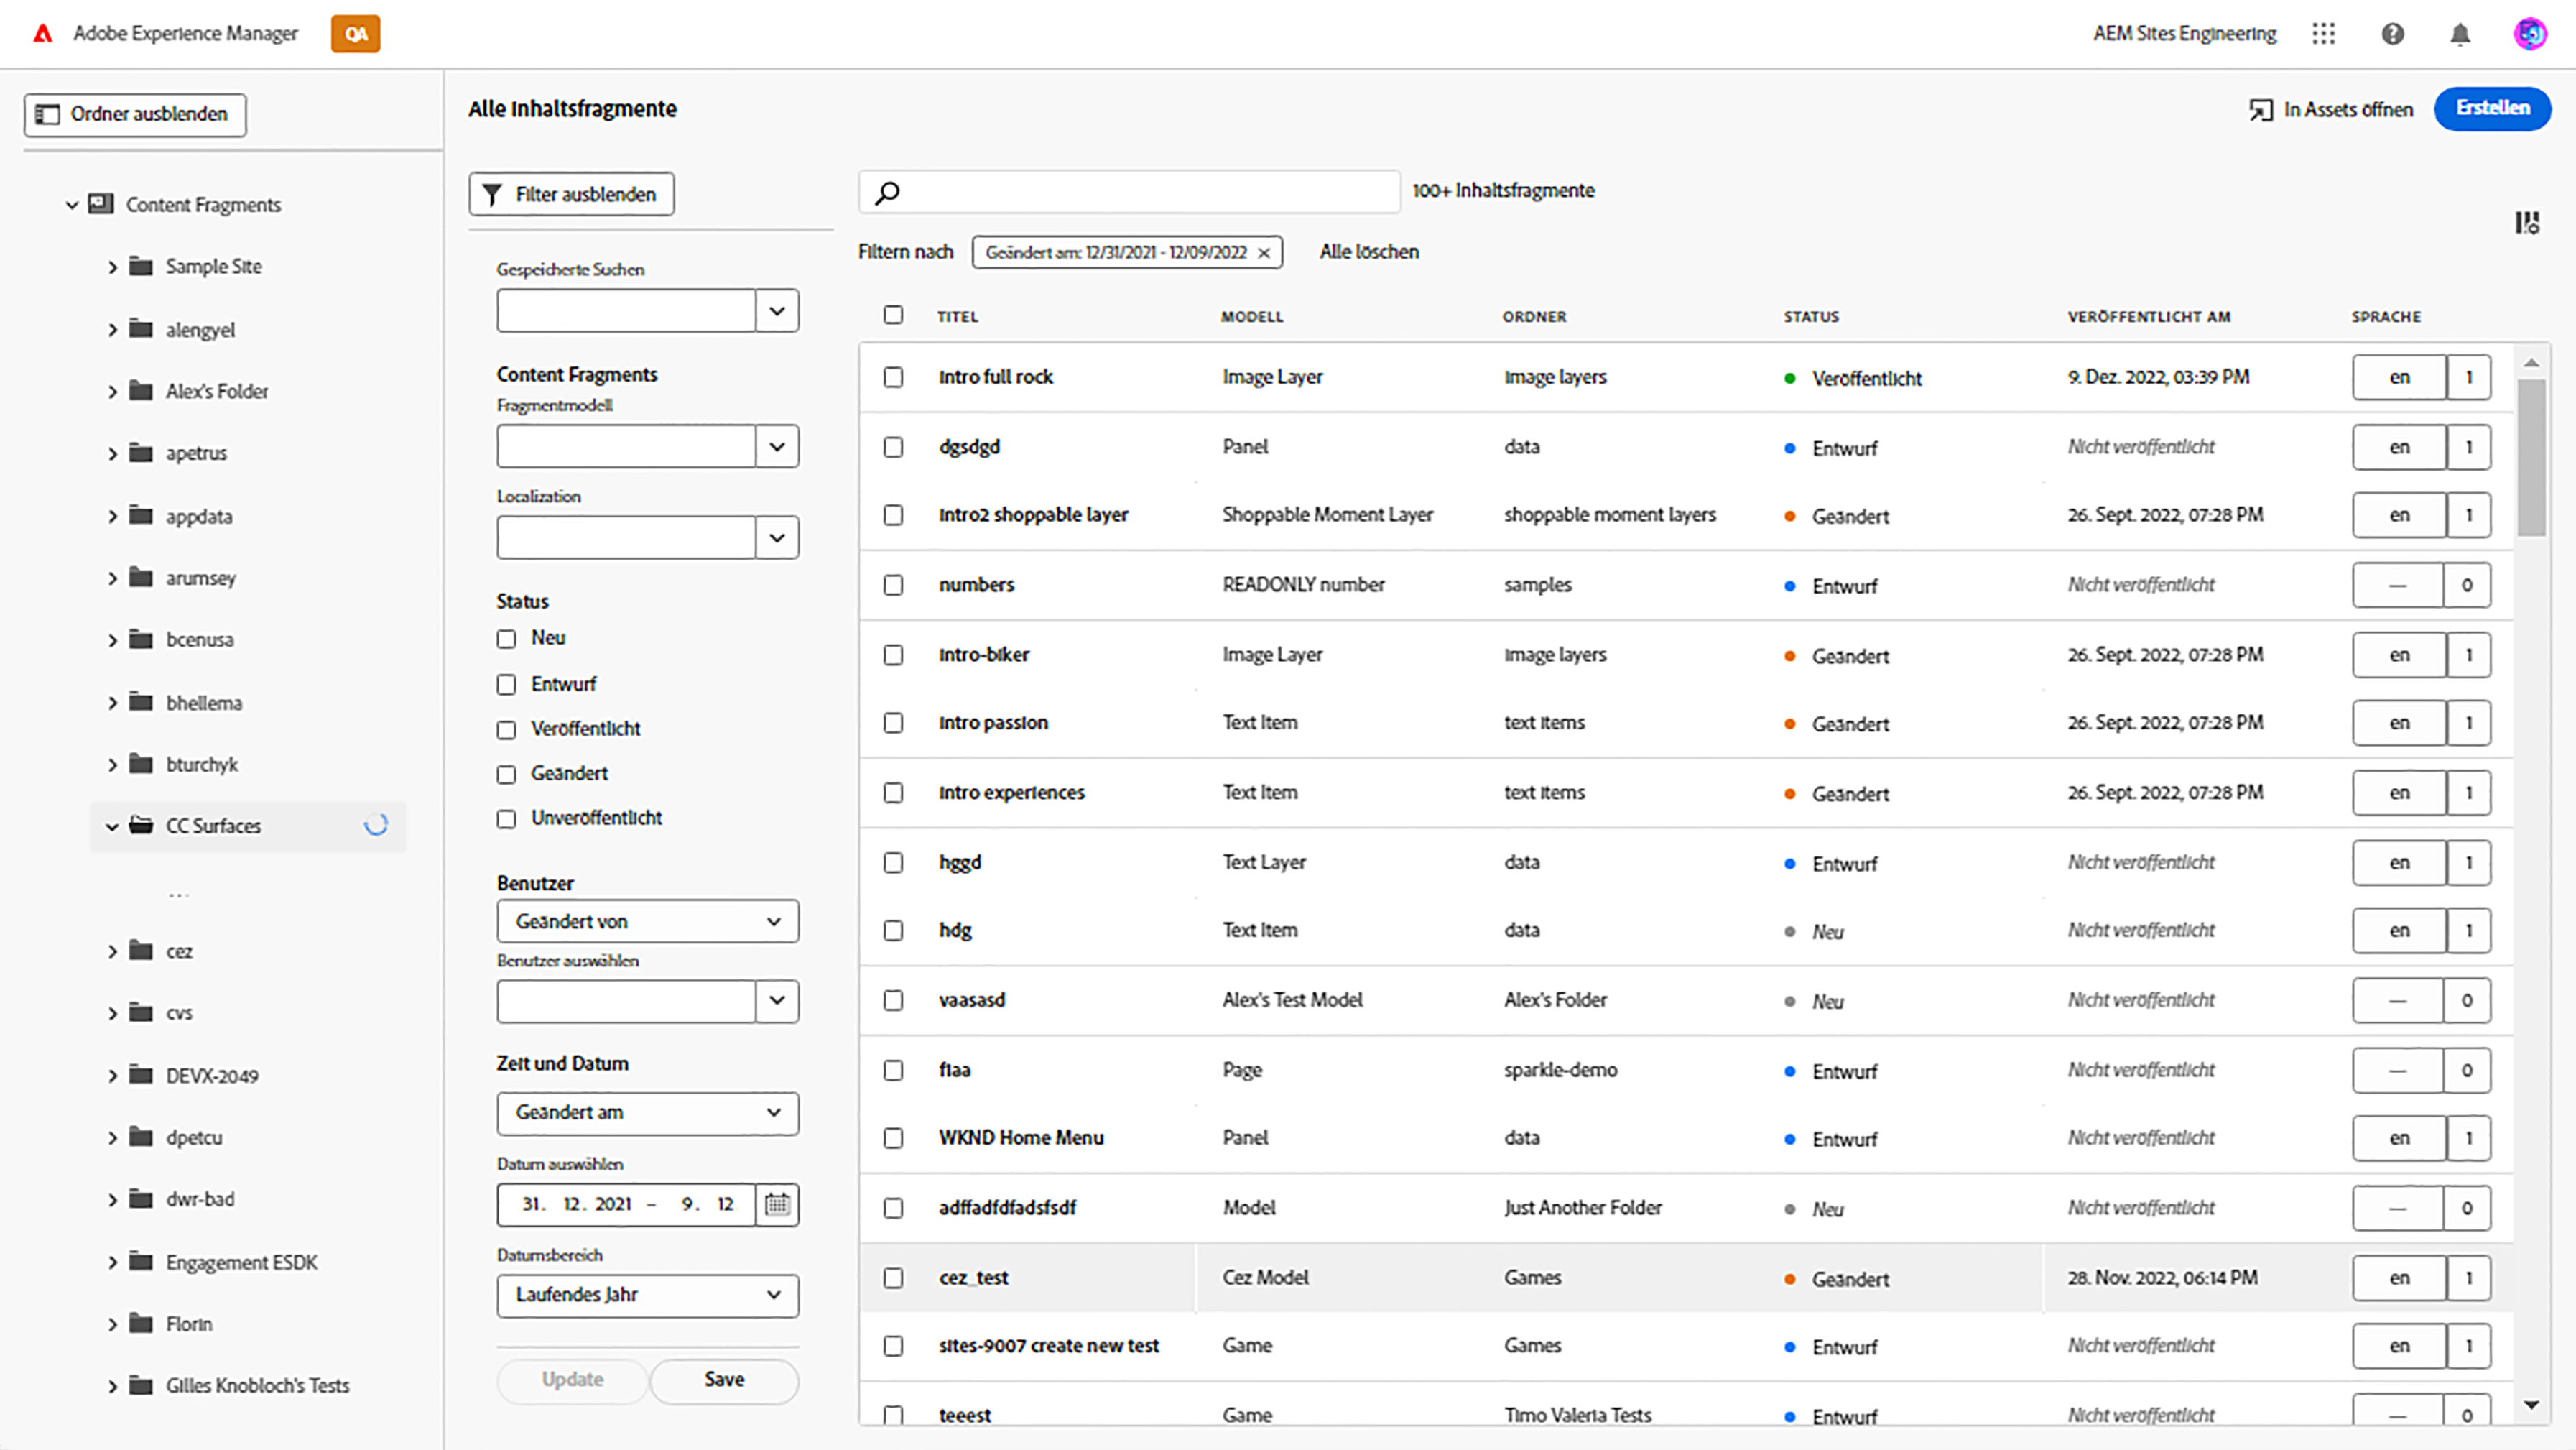 Adobe Experience Manager QA AEM Sites Engineering
Ordner ausblenden
Content Fragments
Sample Site
alengyel
Alex's Folder
apetrus
appdata
arumsey
bcenusa
bhellema
bturchyk
CC Surfaces
...
cez
cvs
DEVX-2049
dpetcu
dwr-bad
Engagement ESDK
Florin
Gilles Knobloch's Tests
Alle Inhaltsfragmente
In Assets öffnen Erstellen
Filter ausblenden
Gespeicherte Suchen
Content Fragments
Fragmentmodell
Localization
Status
Neu
Entwurf
Veröffentlicht
Geändert
Unveröffentlicht
Benutzer
Geändert von
Benutzer auswählen
Zeit und Datum
Geändert am
Datum auswählen
31. 12. 2021 – 9. 12
Datumsbereich
Laufendes Jahr
Update Save
100+ Inhaltsfragmente
Filtern nach Geändert am: 12/31/2021 - 12/09/2022 Alle löschen
TITEL MODELL ORDNER STATUS VERÖFFENTLICHT AM SPRACHE
Intro full rock Image Layer Image layers Veröffentlicht 9. Dez. 2022, 03:39 PM en 1
dgsdgd Panel data Entwurf Nicht veröffentlicht en 1
Intro2 shoppable layer Shoppable Moment Layer shoppable moment layers Geändert 26. Sept. 2022, 07:28 PM en 1
numbers READONLY number samples Entwurf Nicht veröffentlicht — 0
Intro-biker Image Layer Image layers Geändert 26. Sept. 2022, 07:28 PM en 1
Intro passion Text Item text Items Geändert 26. Sept. 2022, 07:28 PM en 1
Intro experiences Text Item text Items Geändert 26. Sept. 2022, 07:28 PM en 1
hggd Text Layer data Entwurf Nicht veröffentlicht en 1
hdg Text Item data Neu Nicht veröffentlicht en 1
vaasasd Alex's Test Model Alex's Folder Neu Nicht veröffentlicht — 0
fiaa Page sparkle-demo Entwurf Nicht veröffentlicht — 0
WKND Home Menu Panel data Entwurf Nicht veröffentlicht en 1
adffadfdfadsfsdf Model Just Another Folder Neu Nicht veröffentlicht — 0
cez_test Cez Model Games Geändert 28. Nov. 2022, 06:14 PM en 1
sites-9007 create new test Game Games Entwurf Nicht veröffentlicht en 1
teeest Game Timo Valeria Tests Entwurf Nicht veröffentlicht — 0